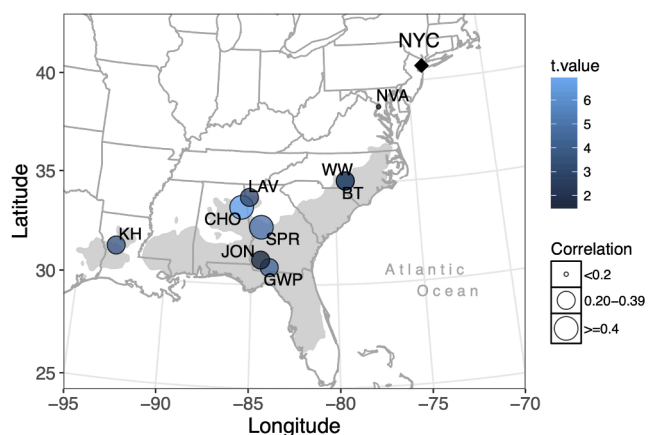 NYC
t.value
40
NVA
6
5
4
3
2
35
WW
BT
LAV
CHO
SPR
KH
JON
GWP
Latitude
Correlation
<0.2
0.20−0.39
>=0.4
30
Atlantic
Ocean
25
−95
−90
−85
−80
−75
−70
Longitude